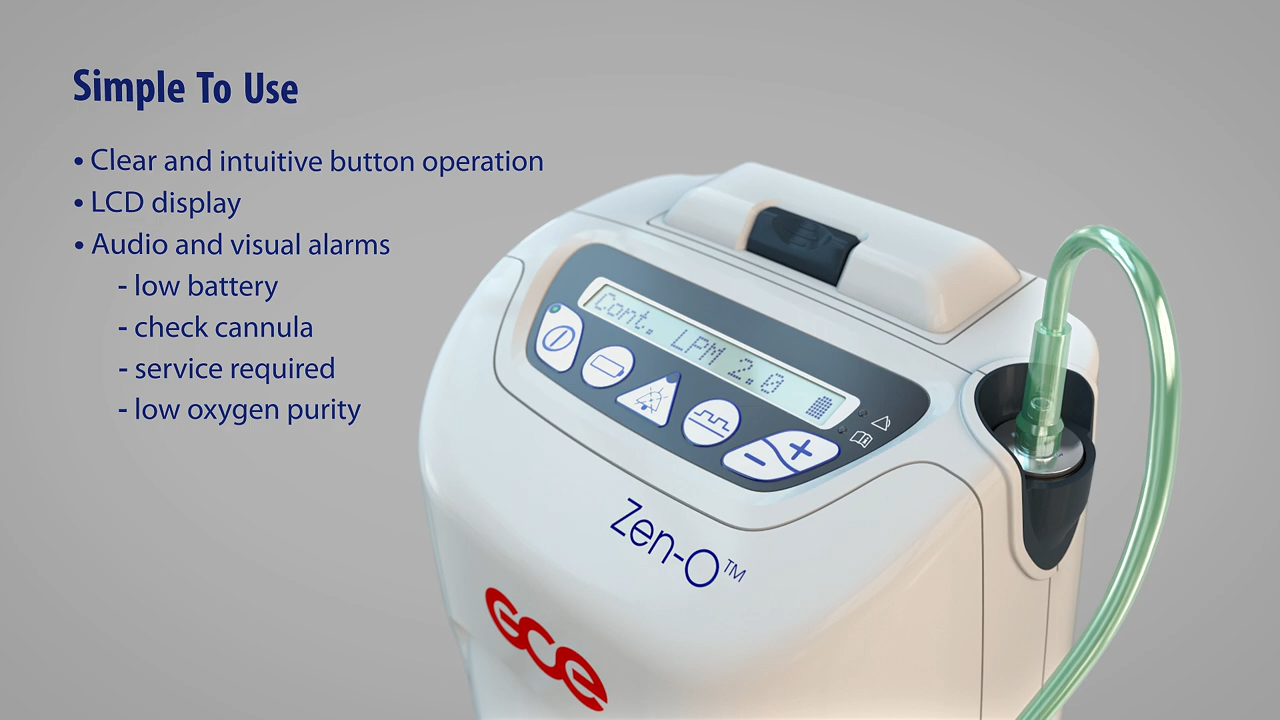 Simple To Use
• Clear and intuitive button operation
• LCD display
• Audio and visual alarms
- low battery
- check cannula
- service required
- low oxygen purity
Cont. LPM 2.0
Zen-O™
GCE